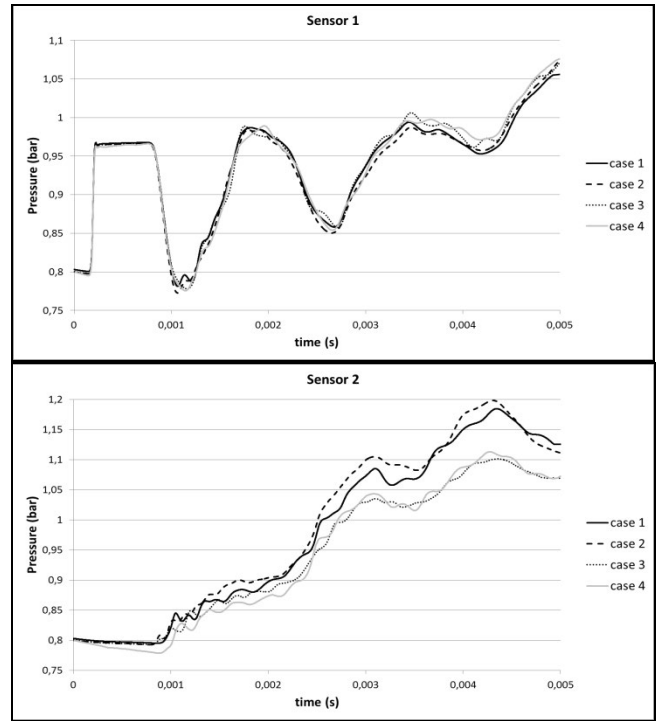 Sensor 1
1,1
1,05
1
0,95
0,9
0,85
0,8
0,75
Pressure (bar)
0
0,001
0,002
0,003
0,004
0,005
time (s)
case 1
case 2
case 3
case 4
Sensor 2
1,2
1,15
1,1
1,05
1
0,95
0,9
0,85
0,8
0,75
Pressure (bar)
0
0,001
0,002
0,003
0,004
0,005
time (s)
case 1
case 2
case 3
case 4